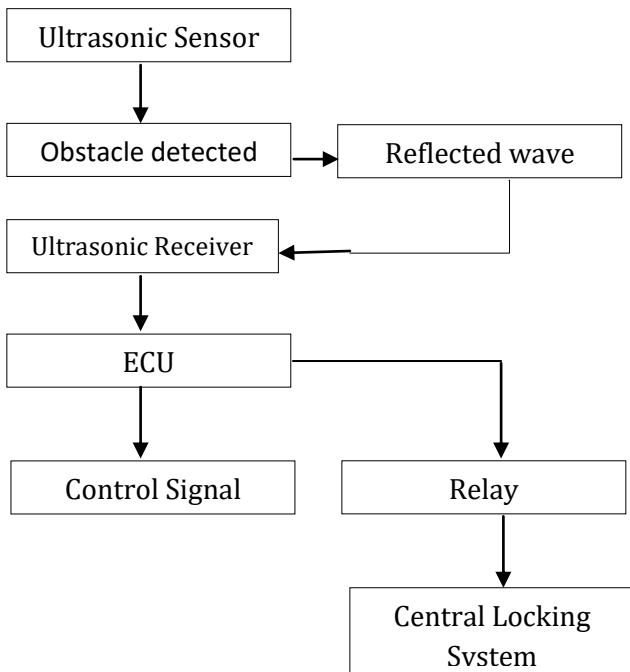 Ultrasonic Sensor
Obstacle detected
Reflected wave
Ultrasonic Receiver
ECU
Control Signal
Relay
Central Locking
System